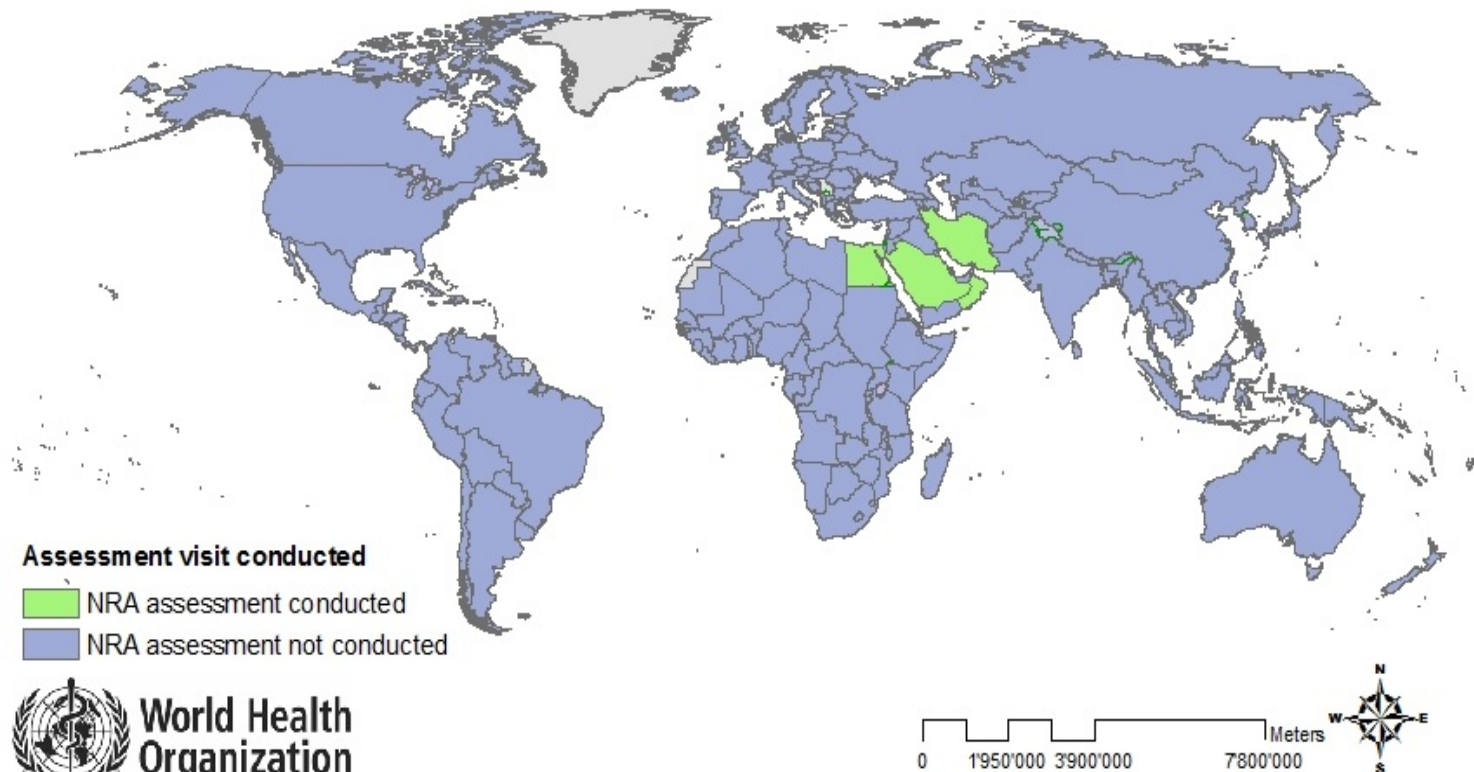 Assessment visit conducted
NRA assessment conducted
NRA assessment not conducted
World Health
Organization
N
W E
S
Meters
0 1'950'000 3'900'000 7'800'000